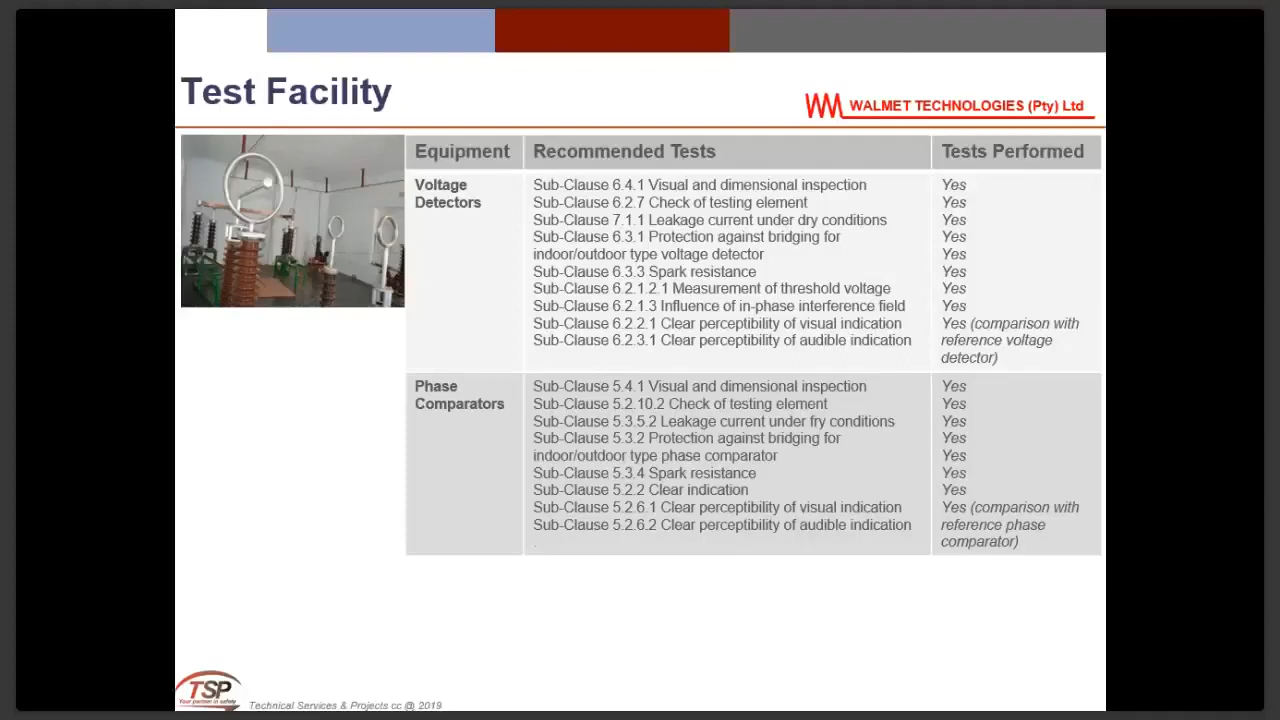 Test Facility
WALMET TECHNOLOGIES (Pty) Ltd
Equipment
Recommended Tests
Tests Performed
Voltage
Detectors
Sub-Clause 6.4.1 Visual and dimensional inspection
Sub-Clause 6.2.7 Check of testing element
Sub-Clause 7.1.1 Leakage current under dry conditions
Sub-Clause 6.3.1 Protection against bridging for
indoor/outdoor type voltage detector
Sub-Clause 6.3.3 Spark resistance
Sub-Clause 6.2.1.2.1 Measurement of threshold voltage
Sub-Clause 6.2.1.3 Influence of in-phase interference field
Sub-Clause 6.2.2.1 Clear perceptibility of visual indication
Sub-Clause 6.2.3.1 Clear perceptibility of audible indication
Yes
Yes
Yes
Yes
Yes
Yes
Yes
Yes
Yes (comparison with
reference voltage
detector)
Phase
Comparators
Sub-Clause 5.4.1 Visual and dimensional inspection
Sub-Clause 5.2.10.2 Check of testing element
Sub-Clause 5.3.5.2 Leakage current under fry conditions
Sub-Clause 5.3.2 Protection against bridging for
indoor/outdoor type phase comparator
Sub-Clause 5.3.4 Spark resistance
Sub-Clause 5.2.2 Clear indication
Sub-Clause 5.2.6.1 Clear perceptibility of visual indication
Sub-Clause 5.2.6.2 Clear perceptibility of audible indication
.
Yes
Yes
Yes
Yes
Yes
Yes
Yes
Yes (comparison with
reference phase
comparator)
TSP
Your partner in safety
Technical Services & Projects cc @ 2019